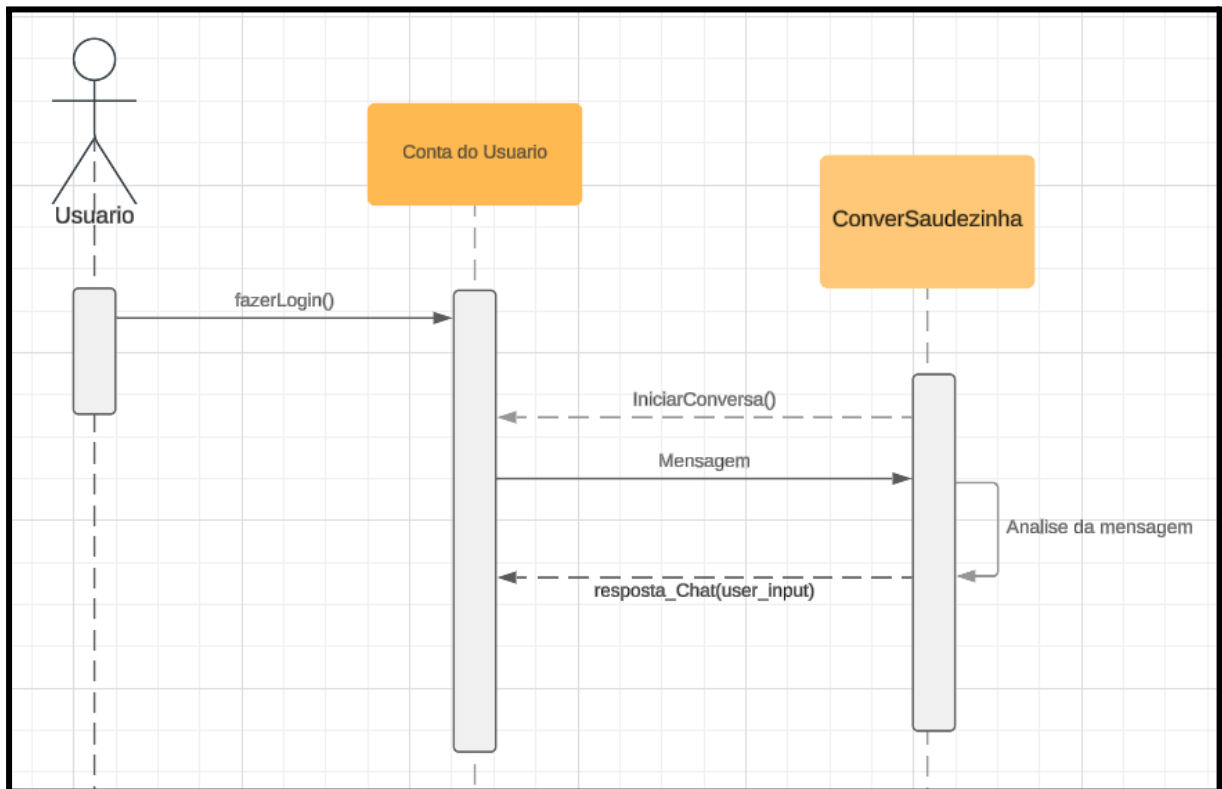 Conta do Usuario
Usuario
ConverSaudezinha
fazerLogin()
IniciarConversa()
Mensagem
Analise da mensagem
resposta_Chat(user_input)